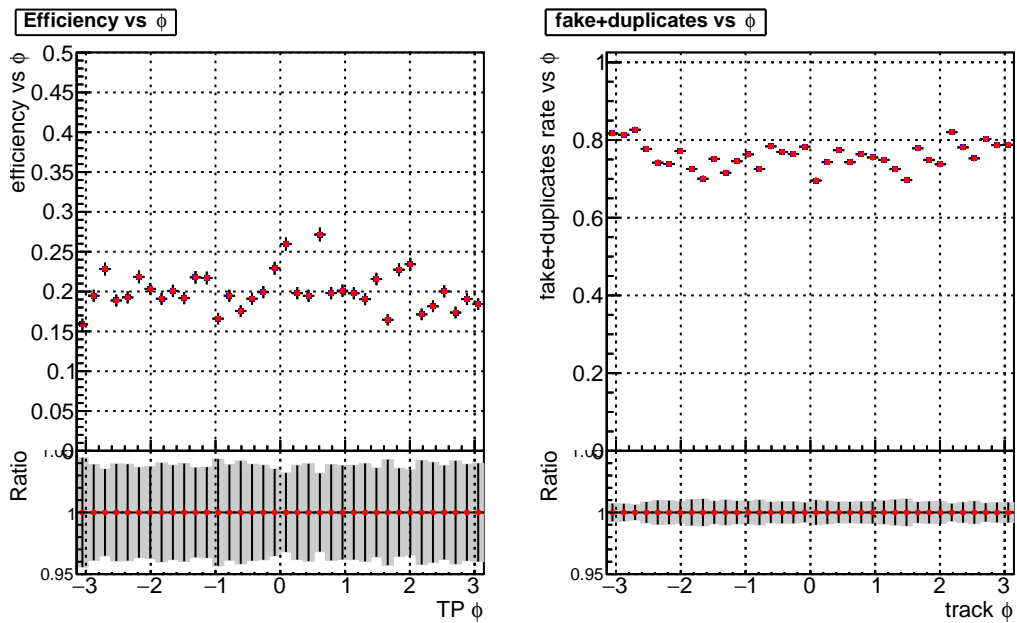 Efficiency vs ϕ
efficiency vs ϕ
0.5
0.45
0.4
0.35
0.3
0.25
0.2
0.15
0.1
0.05
0
Ratio
1
0.95
−3 −2 −1 0 1 2 3
TP ϕ
fake+duplicates vs ϕ
fake+duplicates rate vs ϕ
1
0.8
0.6
0.4
0.2
0
Ratio
1
0.95
−3 −2 −1 0 1 2 3
track ϕ